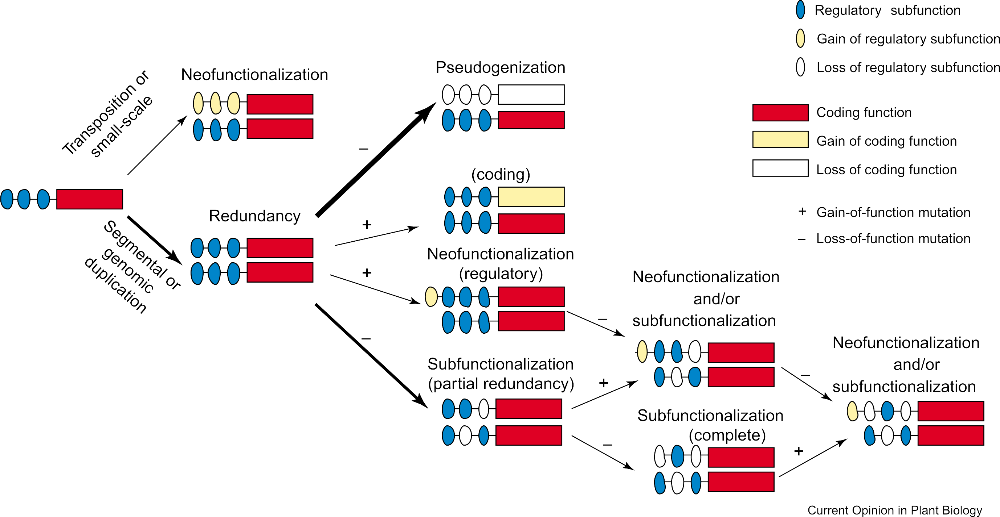 Regulatory subfunction
Gain of regulatory subfunction
Loss of regulatory subfunction
Coding function
Gain of coding function
Loss of coding function
+ Gain-of-function mutation
– Loss-of-function mutation
Transposition or
small-scale
Neofunctionalization
Segmental or
genomic
duplication
Redundancy
–
Pseudogenization
+
(coding)
+
Neofunctionalization
(regulatory)
–
Subfunctionalization
(partial redundancy)
–
+
Neofunctionalization
and/or
subfunctionalization
–
Subfunctionalization
(complete)
–
+
Neofunctionalization
and/or
subfunctionalization
Current Opinion in Plant Biology